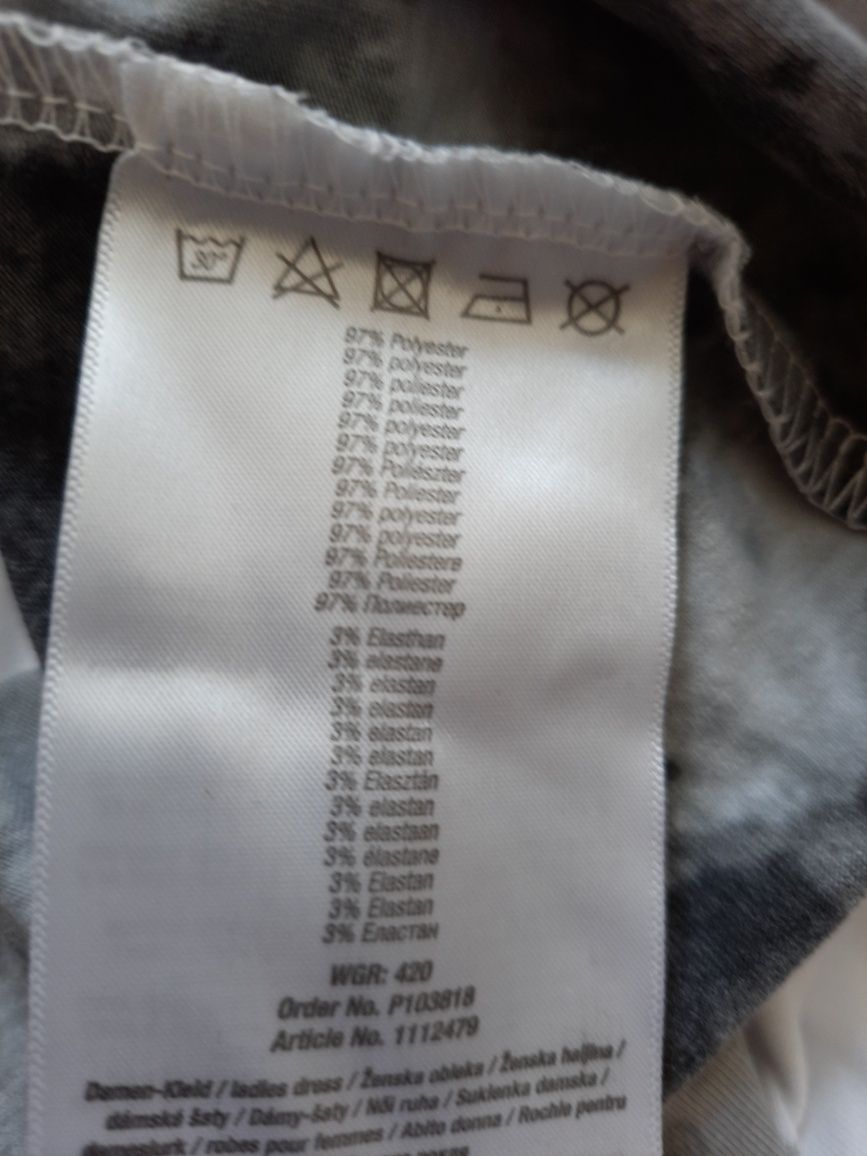 30°
97% Polyester
97% polyester
97% poliester
97% poliester
97% polyester
97% polyester
97% Poliészter
97% Poliester
97% polyester
97% polyester
97% Poliestere
97% Poliester
97% Полиестер
3% Elasthan
3% elastane
3% elastan
3% elastan
3% elastan
3% elastan
3% Elasztán
3% elastan
3% elastaan
3% élastane
3% Elastan
3% Elastan
3% Еластан
WGR: 420
Order No. P103818
Article No. 1112479
Damen-Kleid / ladies dress / Ženska obleka / Ženska haljina /
dámské šaty / Dámy-šaty / Női ruha / Sukienka damska /
damesjurk / robes pour femmes / Abito donna / Rochie pentru